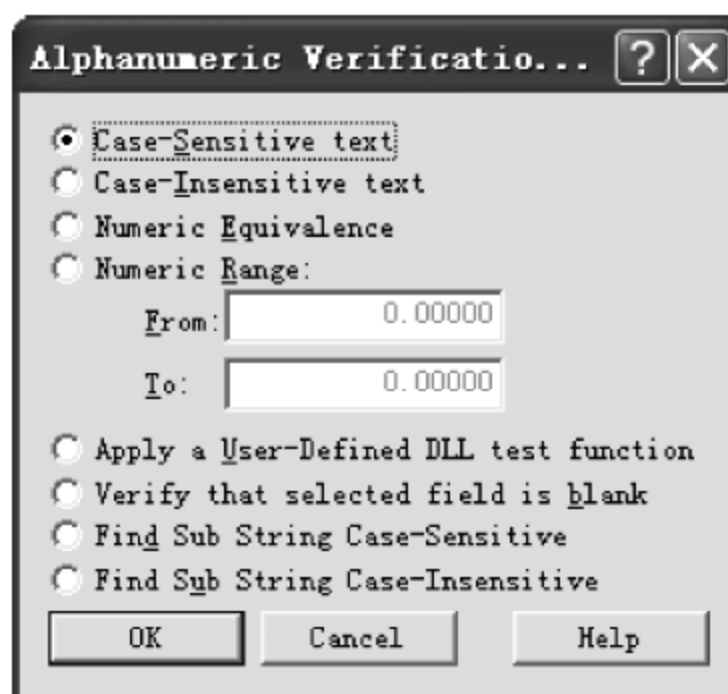 Alphanumeric Verificatio...
Case-Sensitive text
Case-Insensitive text
Numeric Equivalence
Numeric Range:
From: 0.00000
To: 0.00000
Apply a User-Defined DLL test function
Verify that selected field is blank
Find Sub String Case-Sensitive
Find Sub String Case-Insensitive
OK Cancel Help